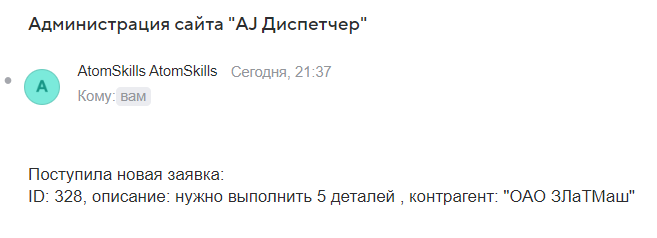 Администрация сайта "AJ Диспетчер"
AtomSkills AtomSkills Сегодня, 21:37
A
Кому: вам
Поступила новая заявка:
ID: 328, описание: нужно выполнить 5 деталей , контрагент: "ОАО ЗЛаТМаш"